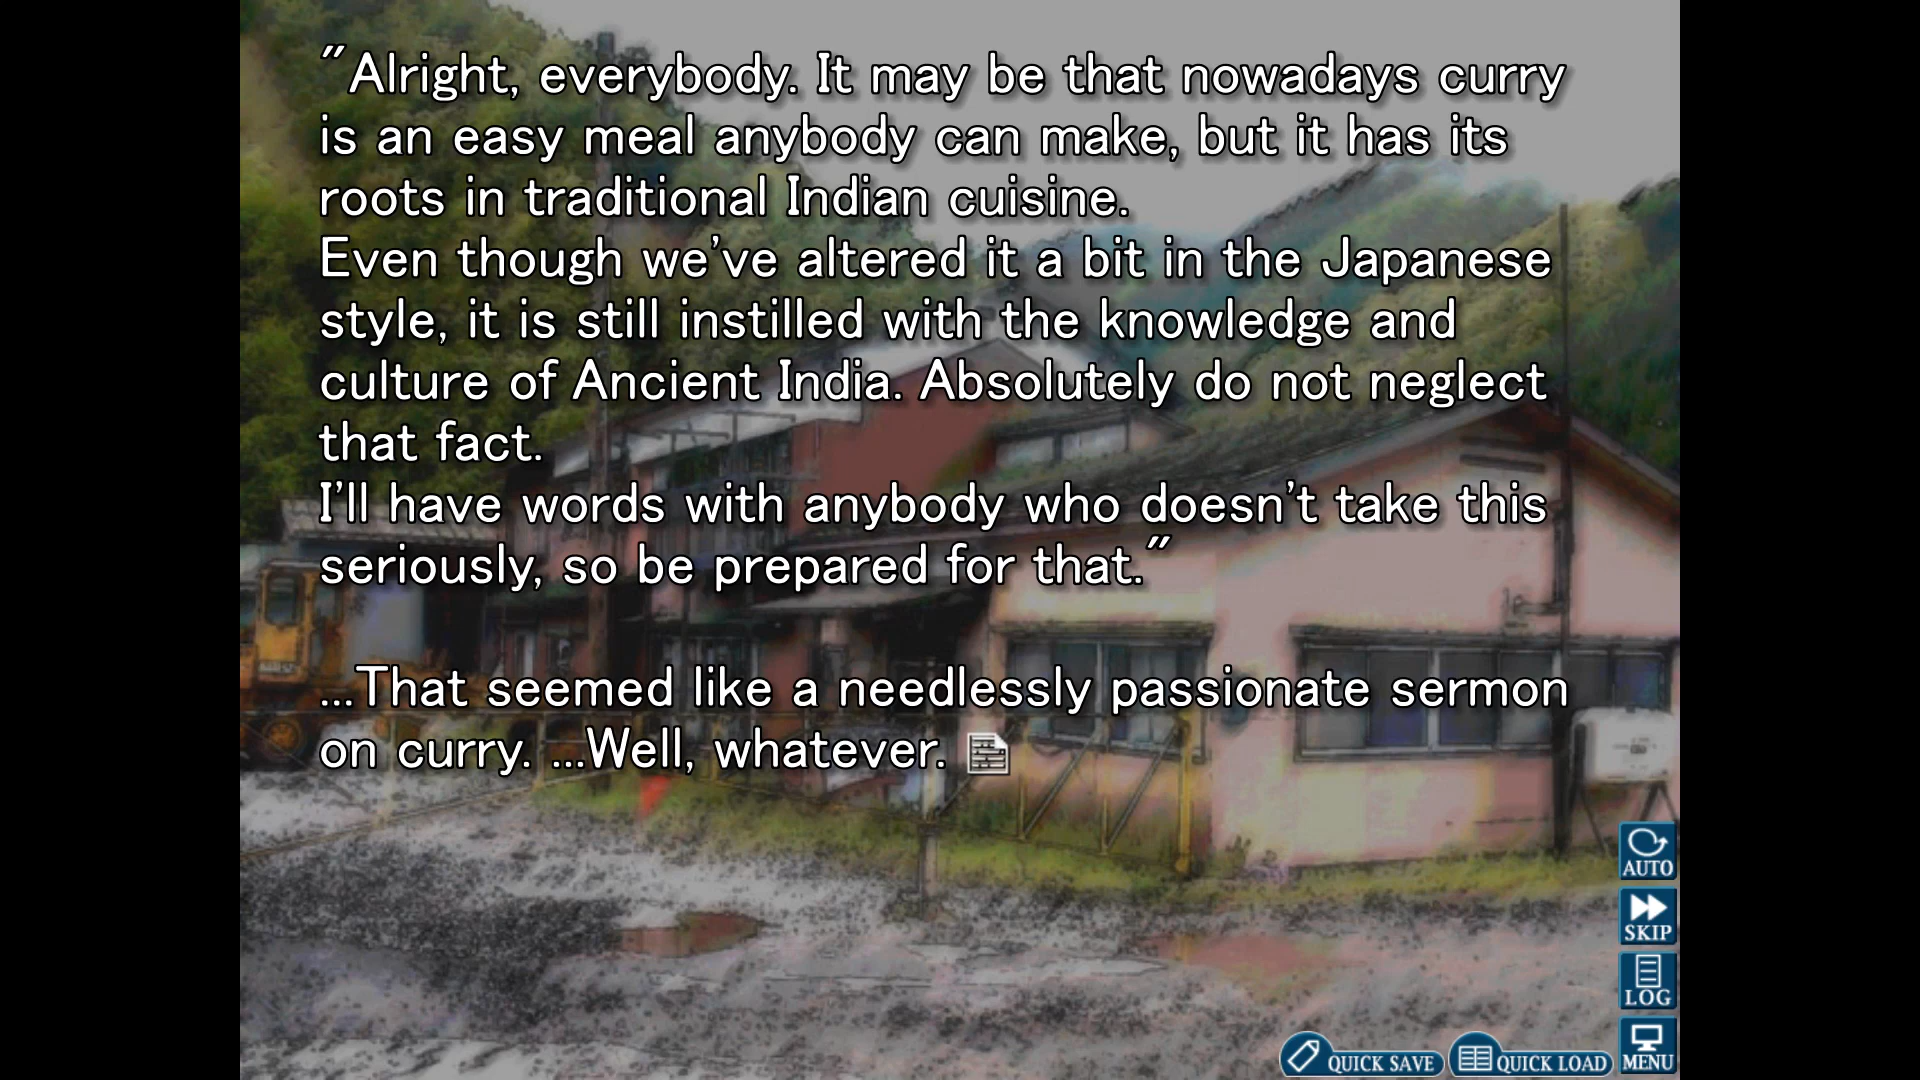 "Alright, everybody. It may be that nowadays curry
is an easy meal anybody can make, but it has its
roots in traditional Indian cuisine.
Even though we've altered it a bit in the Japanese
style, it is still instilled with the knowledge and
culture of Ancient India. Absolutely do not neglect
that fact.
I'll have words with anybody who doesn't take this
seriously, so be prepared for that."
...That seemed like a needlessly passionate sermon
on curry. ...Well, whatever.
AUTO
SKIP
LOG
MENU
QUICK SAVE
QUICK LOAD